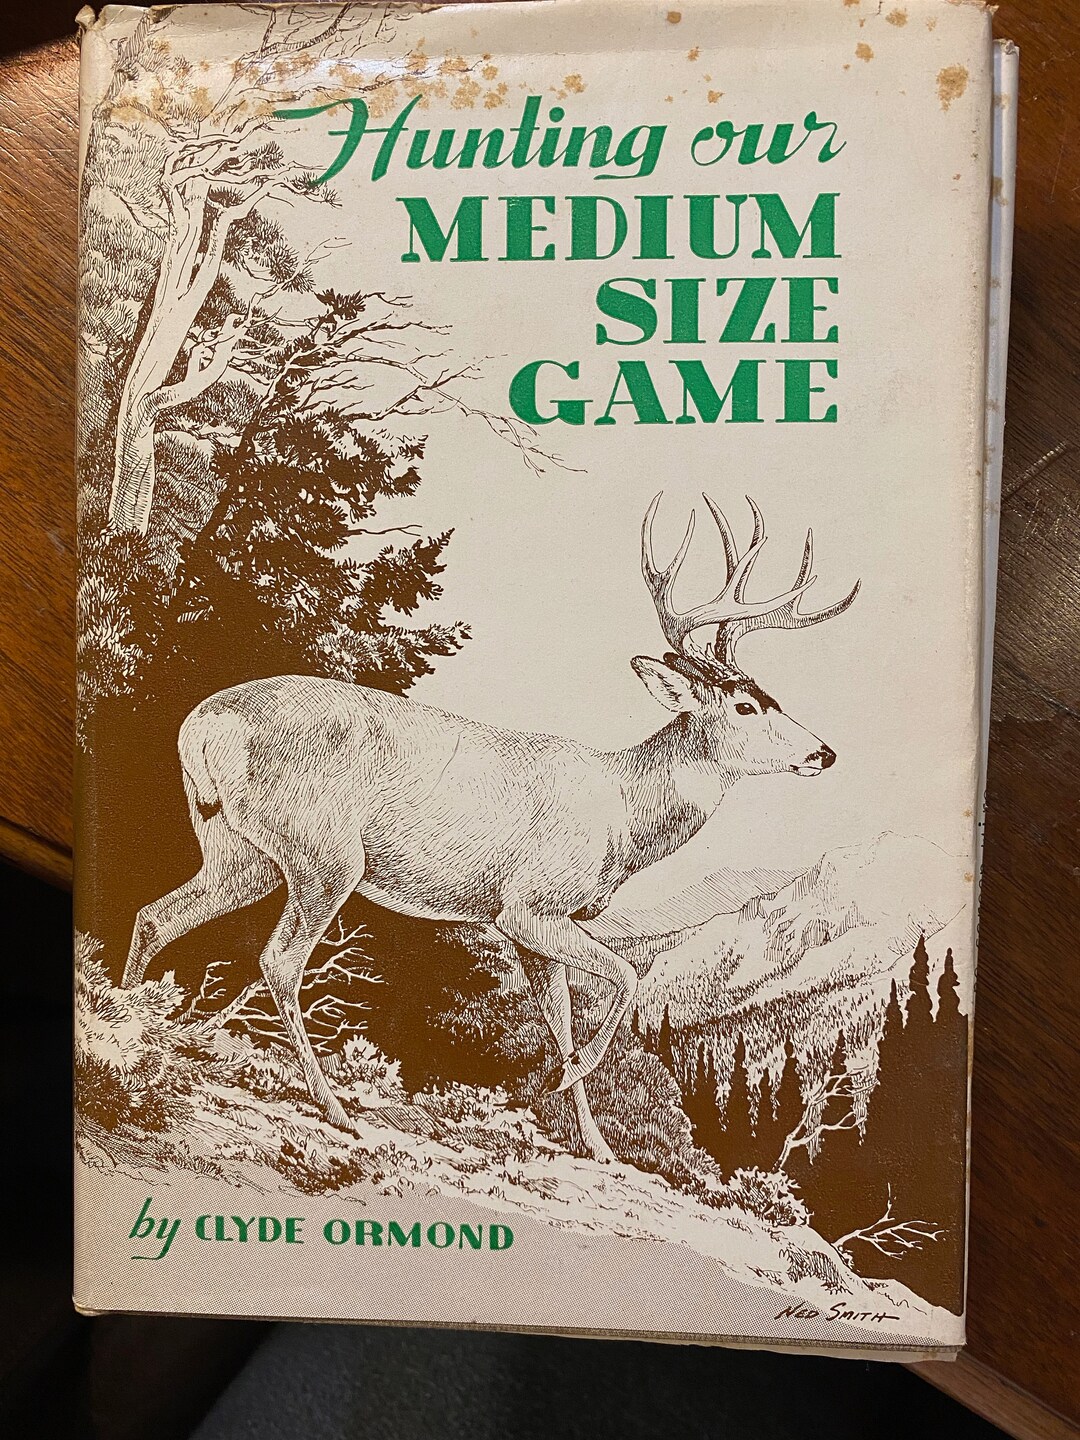 Hunting our
MEDIUM
SIZE
GAME
by CLYDE ORMOND
NED SMITH